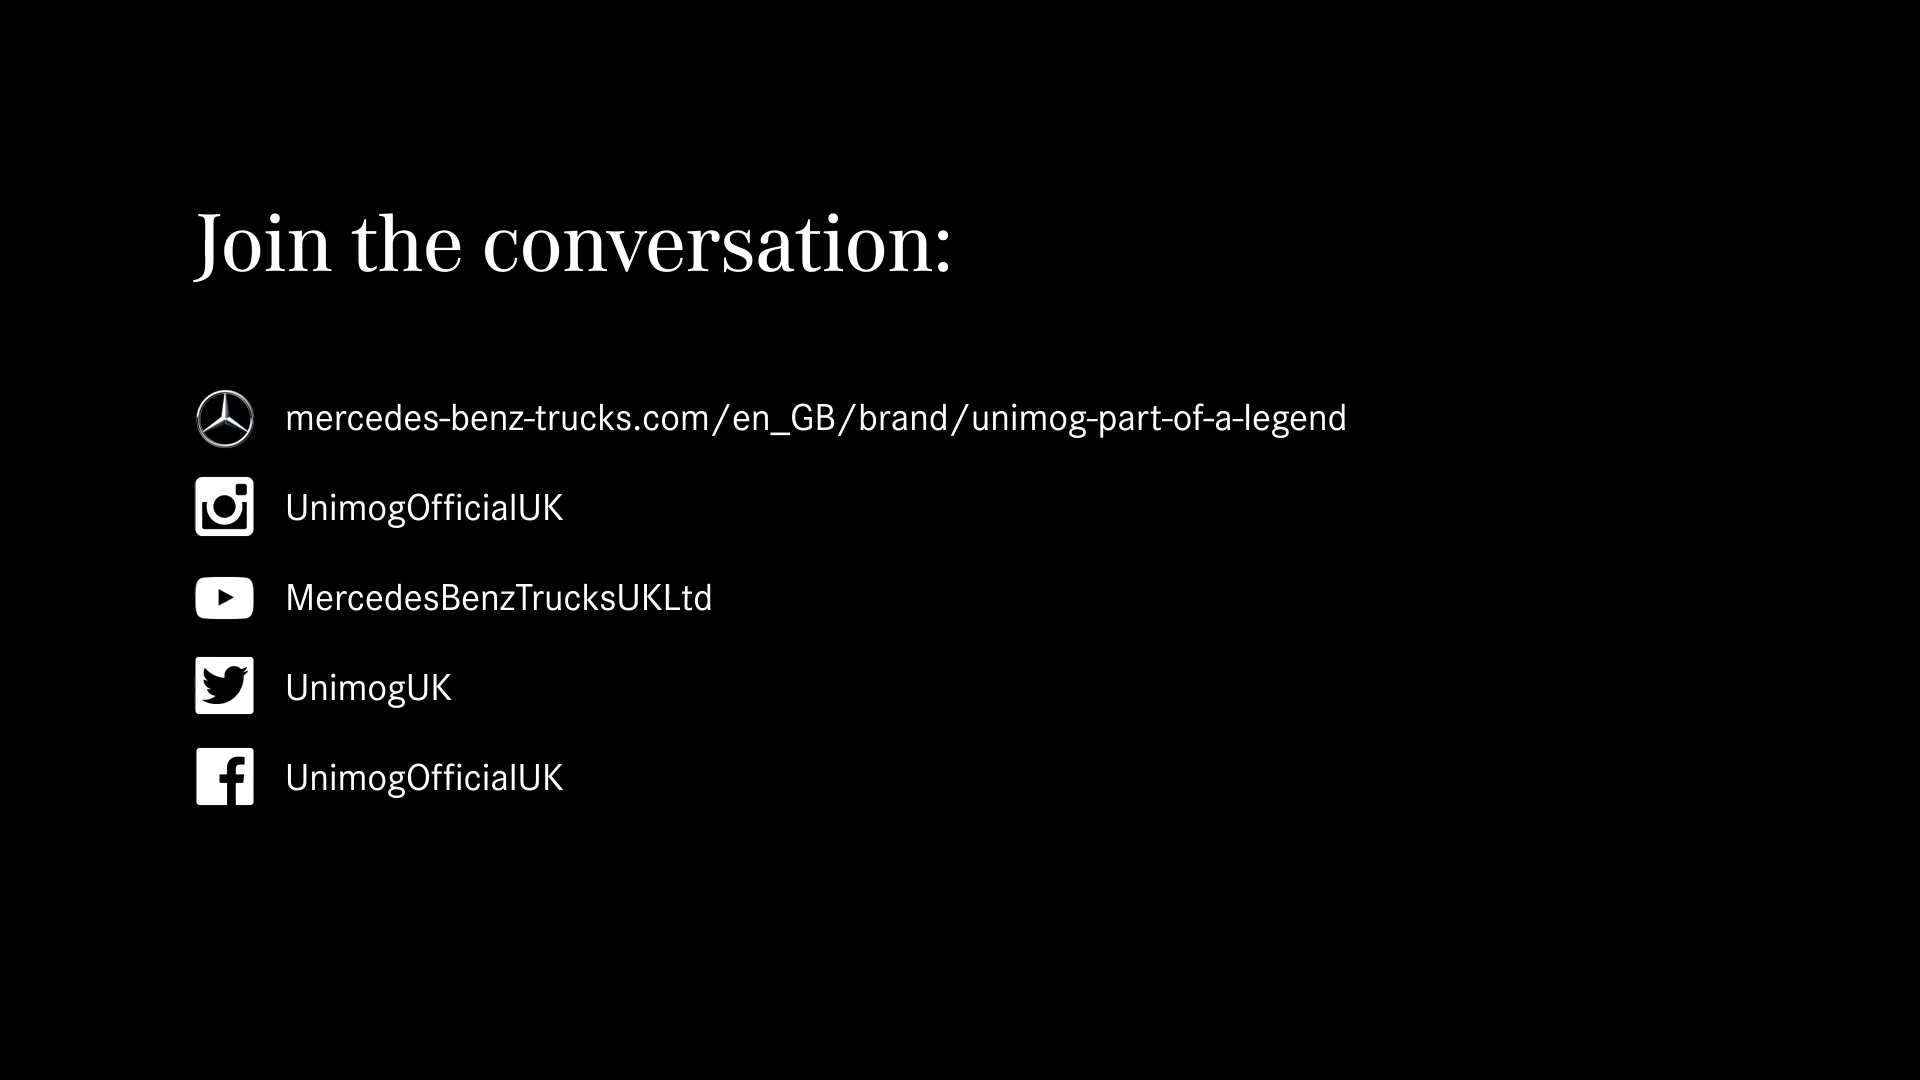 Join the conversation:
mercedes-benz-trucks.com/en_GB/brand/unimog-part-of-a-legend
UnimogOfficialUK
MercedesBenzTrucksUKLtd
UnimogUK
UnimogOfficialUK